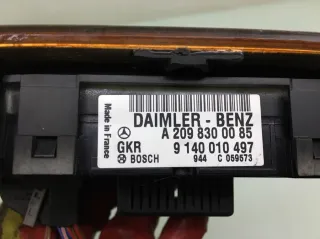 Made in France
DAIMLER - BENZ
A 209 830 00 85
GKR 9 140 010 497
BOSCH 944 C 059573